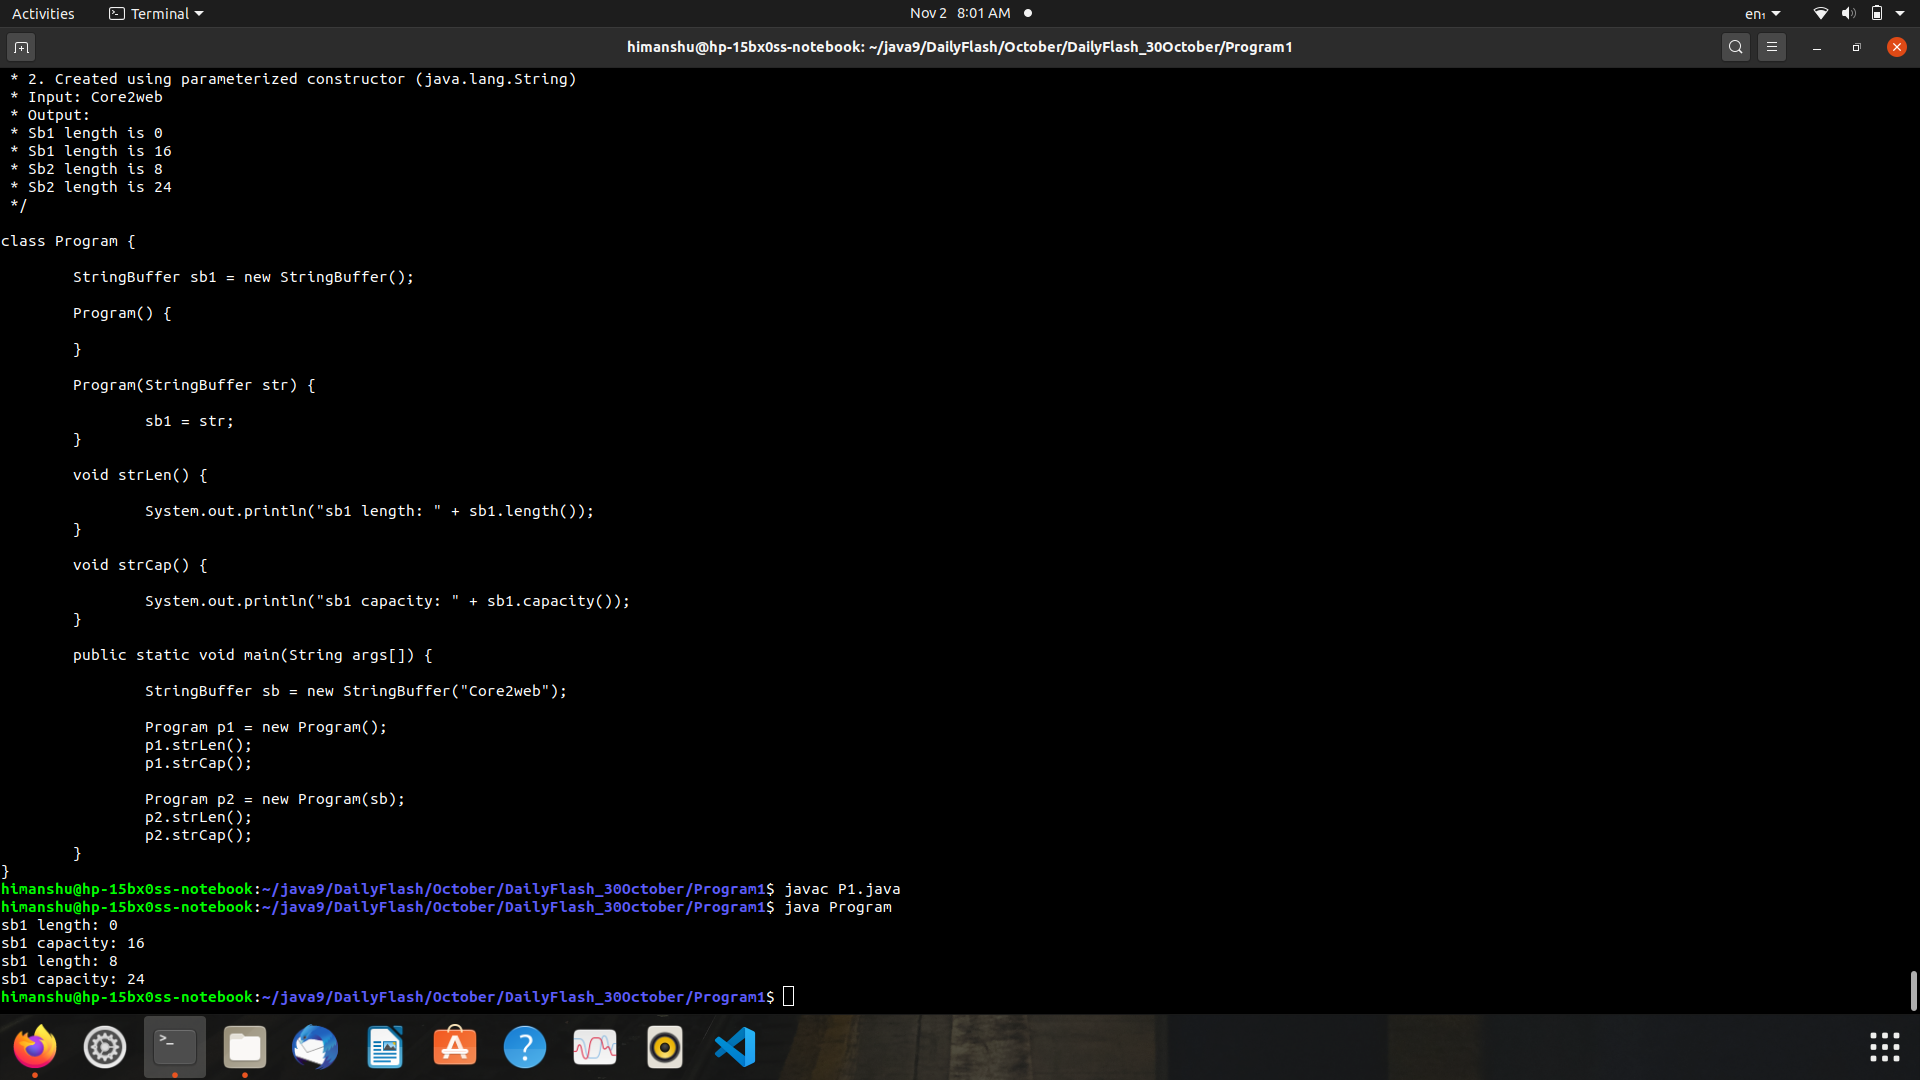 Activities
Terminal
Nov 2 8:01 AM
en₁
himanshu@hp-15bx0ss-notebook: ~/java9/DailyFlash/October/DailyFlash_30October/Program1
 * 2. Created using parameterized constructor (java.lang.String)
 * Input: Core2web
 * Output:
 * Sb1 length is 0
 * Sb1 length is 16
 * Sb2 length is 8
 * Sb2 length is 24
 */
class Program {
        StringBuffer sb1 = new StringBuffer();
        Program() {
        }
        Program(StringBuffer str) {
                sb1 = str;
        }
        void strLen() {
                System.out.println("sb1 length: " + sb1.length());
        }
        void strCap() {
                System.out.println("sb1 capacity: " + sb1.capacity());
        }
        public static void main(String args[]) {
                StringBuffer sb = new StringBuffer("Core2web");
                Program p1 = new Program();
                p1.strLen();
                p1.strCap();
                Program p2 = new Program(sb);
                p2.strLen();
                p2.strCap();
        }
}
himanshu@hp-15bx0ss-notebook:~/java9/DailyFlash/October/DailyFlash_30October/Program1$ javac P1.java
himanshu@hp-15bx0ss-notebook:~/java9/DailyFlash/October/DailyFlash_30October/Program1$ java Program
sb1 length: 0
sb1 capacity: 16
sb1 length: 8
sb1 capacity: 24
himanshu@hp-15bx0ss-notebook:~/java9/DailyFlash/October/DailyFlash_30October/Program1$